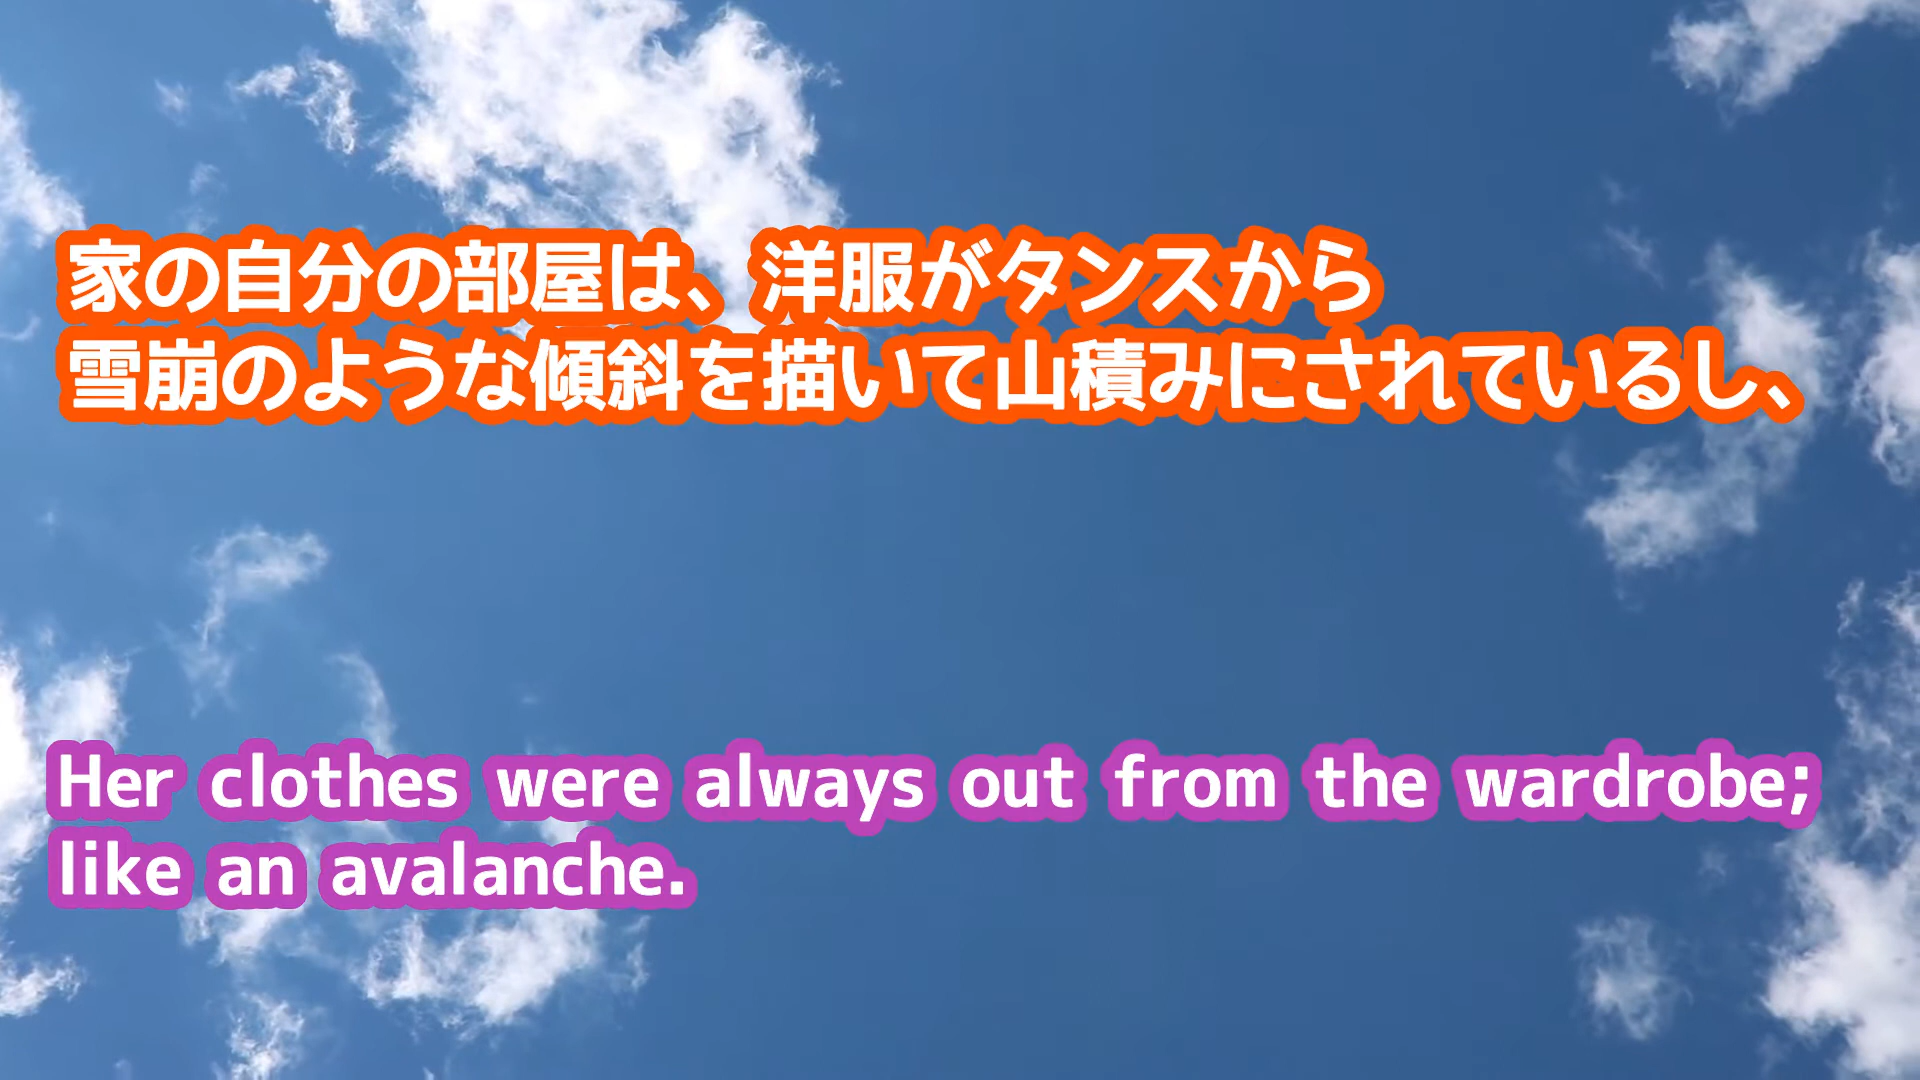 家の自分の部屋は、洋服がタンスから
雪崩のような傾斜を描いて山積みにされているし、
Her clothes were always out from the wardrobe;
like an avalanche.